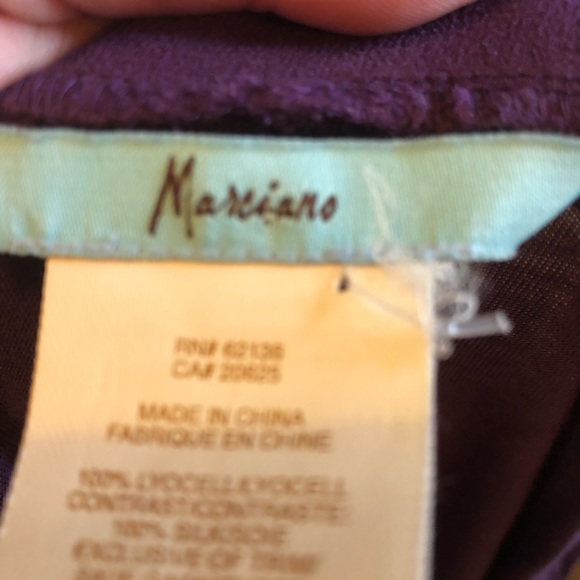 Marciano
RN# 62136
CA# 20625
MADE IN CHINA
FABRIQUE EN CHINE
100% LYOCELL/LYOCELL
CONTRAST/CONTRASTE:
100% SILK/SOIE
EXCLUSIVE OF TRIM/